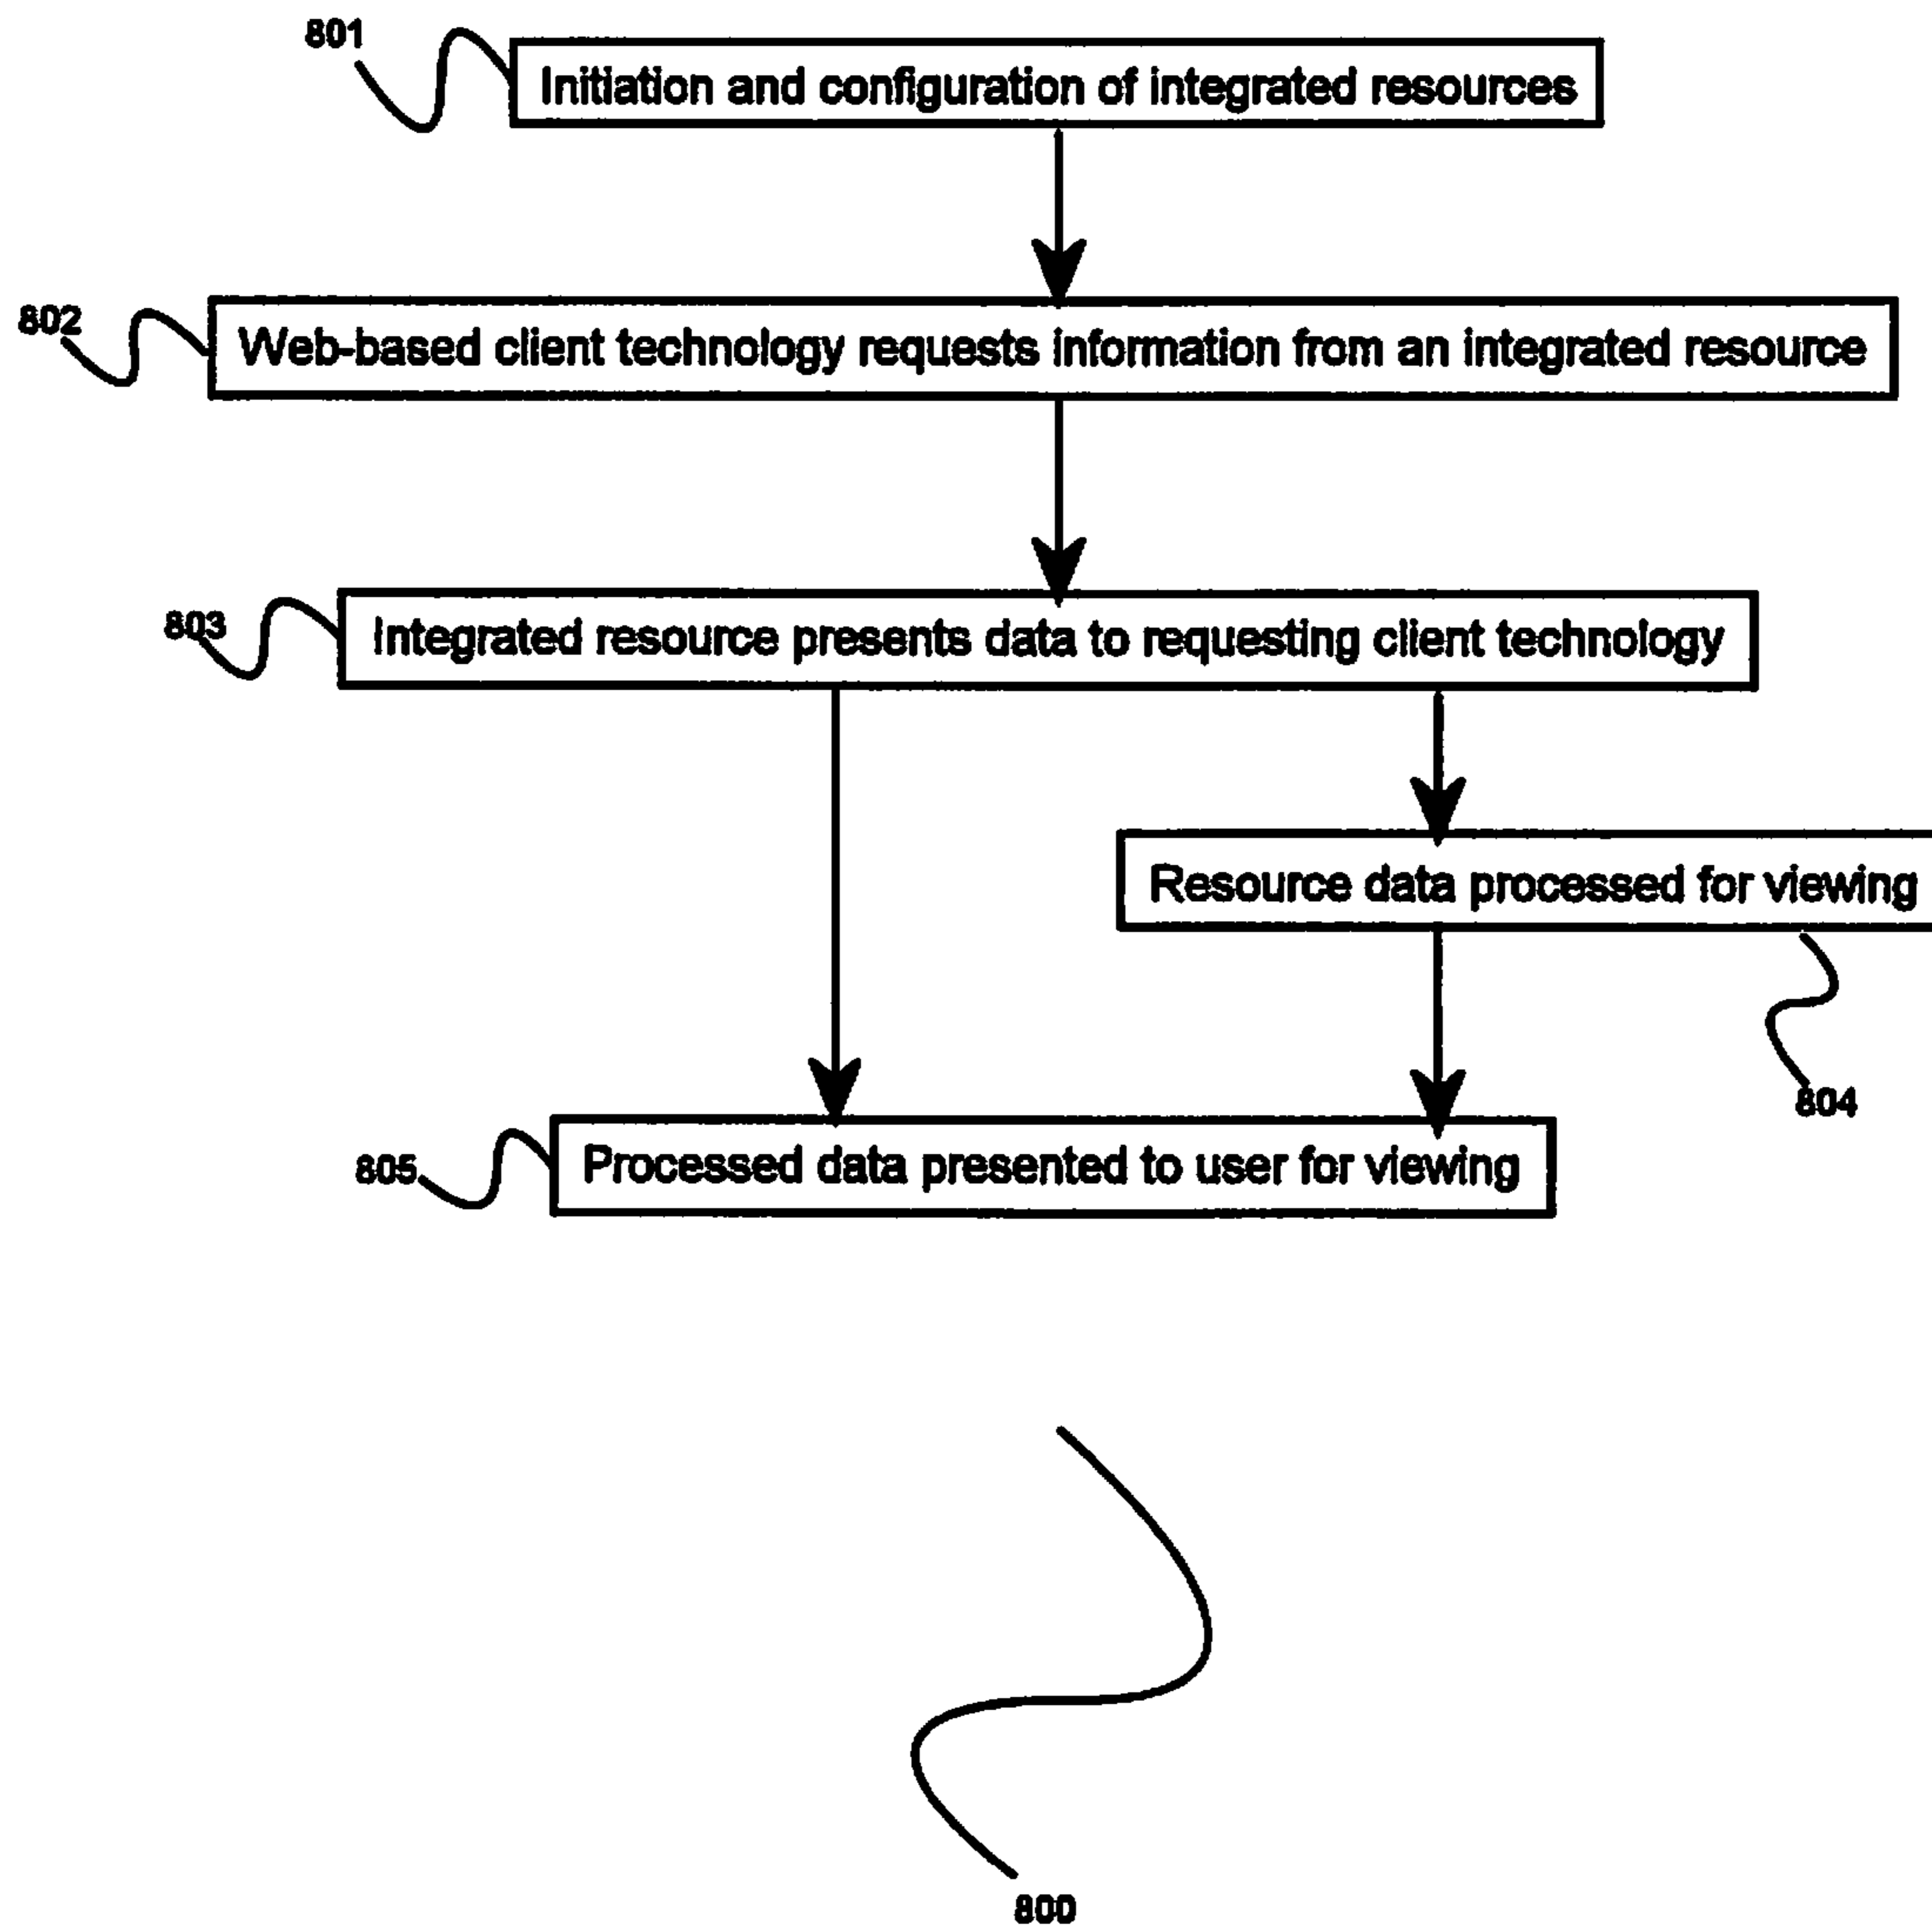 801
Initiation and configuration of integrated resources
802
Web-based client technology requests information from an integrated resource
803
Integrated resource presents data to requesting client technology
Resource data processed for viewing
804
805
Processed data presented to user for viewing
800